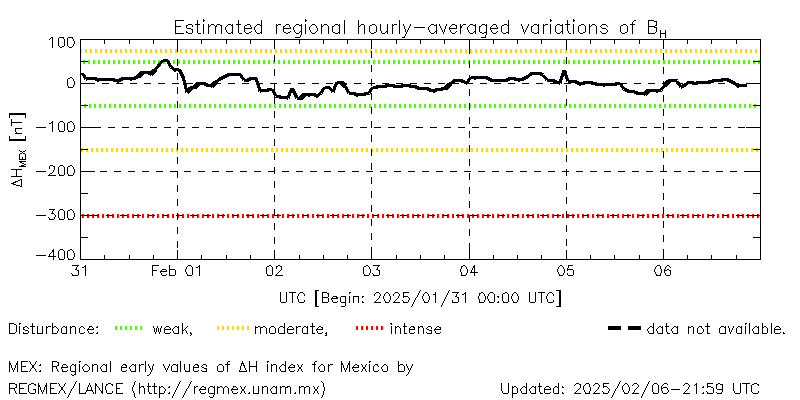 Estimated regional hourly-averaged variations of B_H
100
0
-100
-200
-300
-400
ΔH_MEX [nT]
31 Feb 01 02 03 04 05 06
UTC [Begin: 2025/01/31 00:00 UTC]
Disturbance: weak, moderate, intense data not available.
MEX: Regional early values of ΔH index for Mexico by
REGMEX/LANCE (http://regmex.unam.mx) Updated: 2025/02/06-21:59 UTC